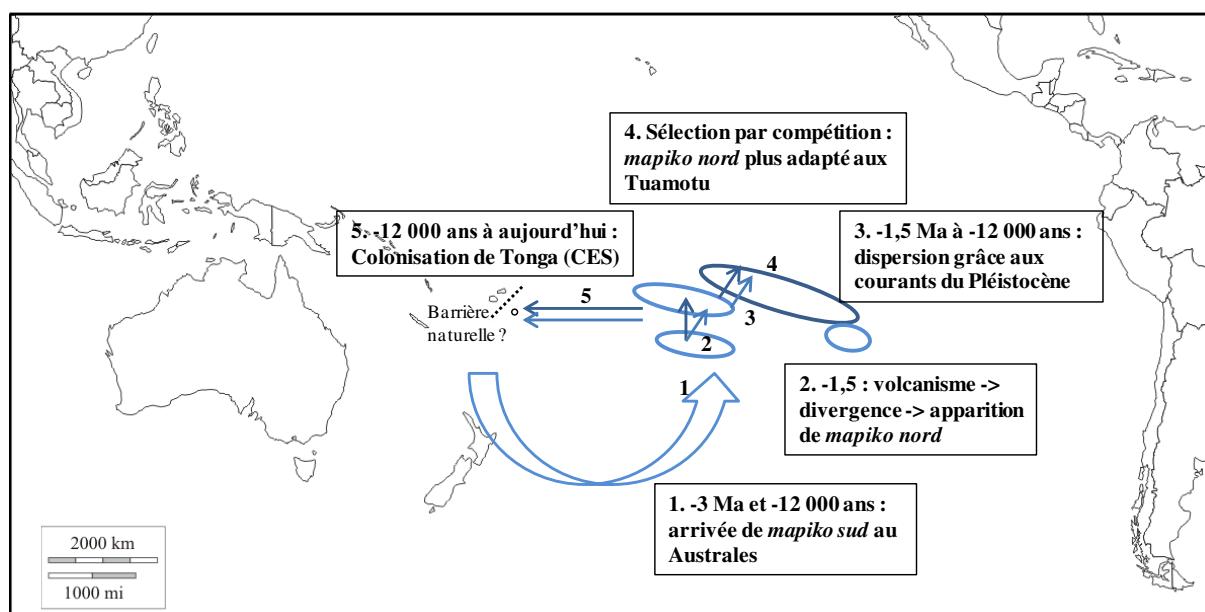 4. Sélection par compétition :
mapiko nord plus adapté aux
Tuamotu
5. -12 000 ans à aujourd’hui :
Colonisation de Tonga (CES)
3. -1,5 Ma à -12 000 ans :
dispersion grâce aux
courants du Pléistocène
4
5
3
Barrière
naturelle ?
2
1
2. -1,5 : volcanisme ->
divergence -> apparition
de mapiko nord
1. -3 Ma et -12 000 ans :
arrivée de mapiko sud au
Australes
2000 km
1000 mi